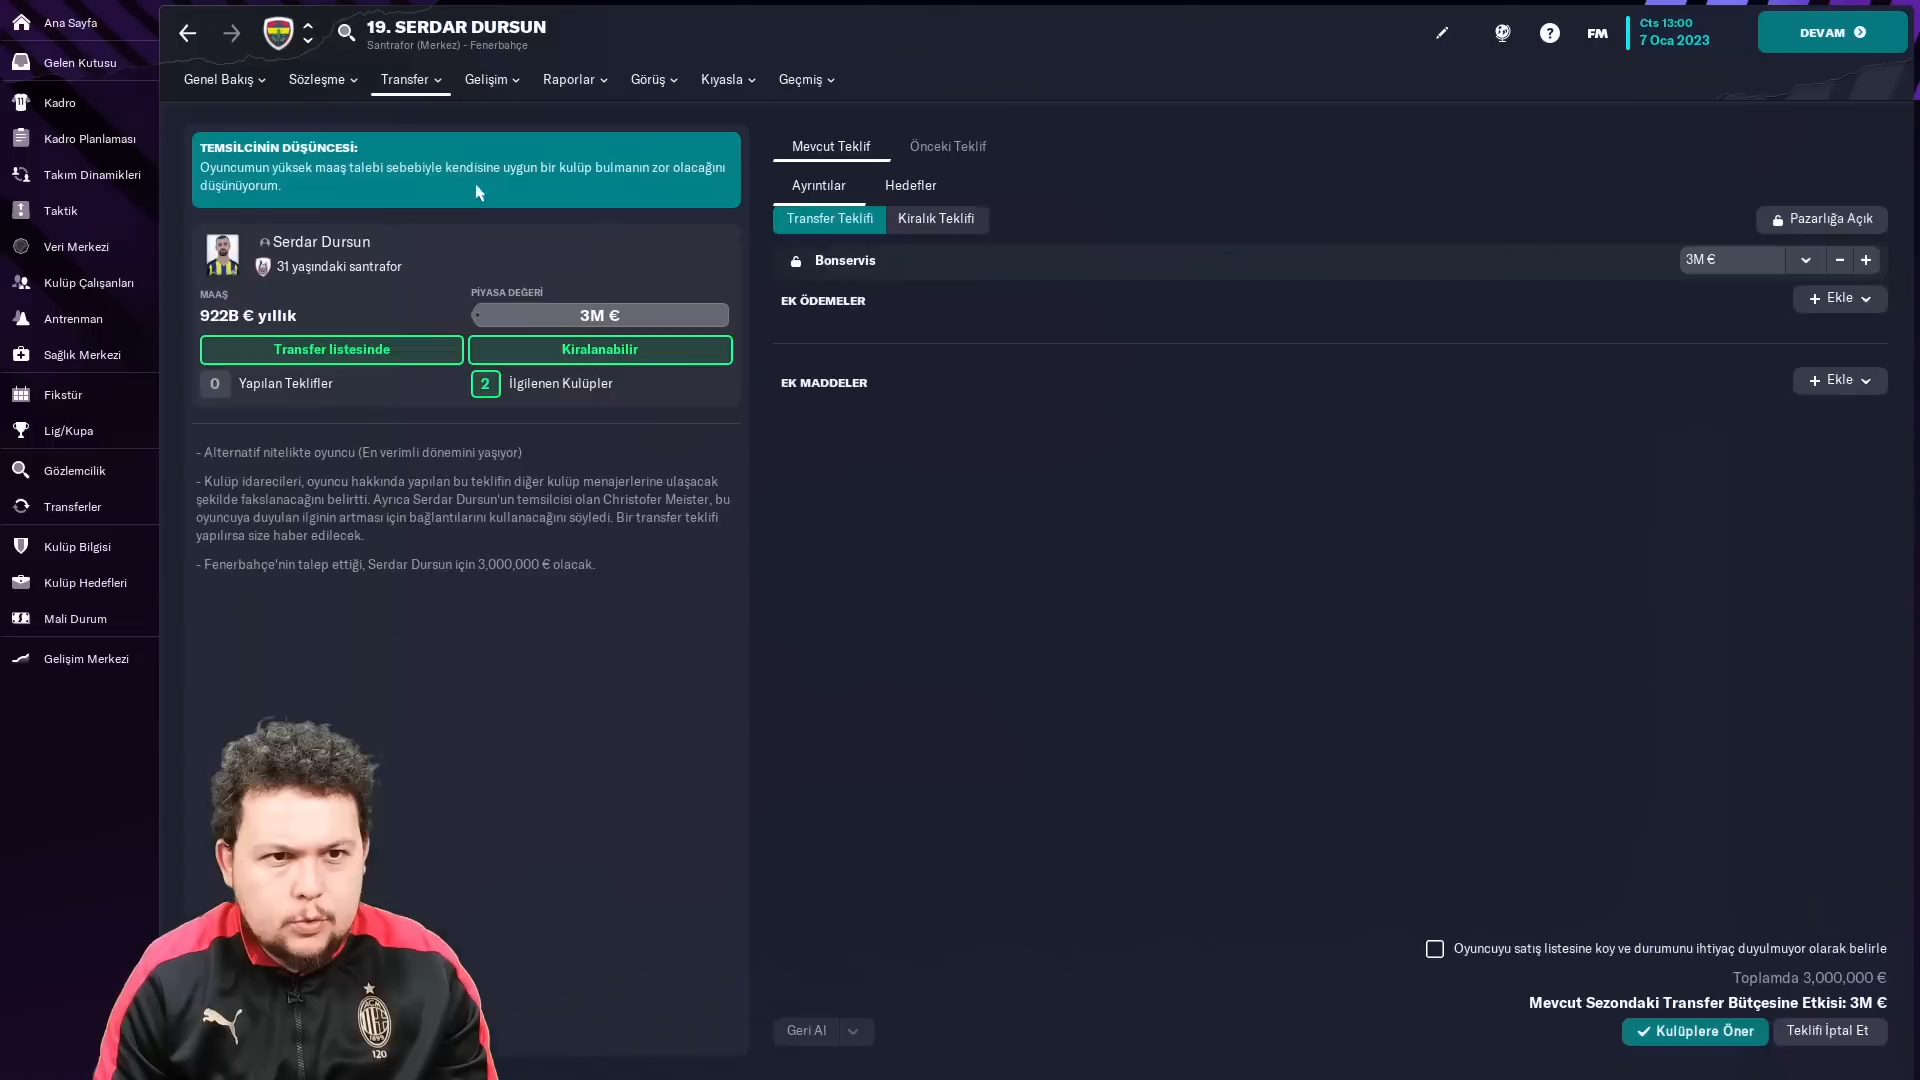 Ana Sayfa
Gelen Kutusu
Kadro
Kadro Planlaması
Takım Dinamikleri
Taktik
Veri Merkezi
Kulüp Çalışanları
Antrenman
Sağlık Merkezi
Fikstür
Lig/Kupa
Gözlemcilik
Transferler
Kulüp Bilgisi
Kulüp Hedefleri
Mali Durum
Gelişim Merkezi
19. SERDAR DURSUN
Santrafor (Merkez) - Fenerbahçe
FM
Cts 13:00
7 Oca 2023
DEVAM
Genel Bakış
Sözleşme
Transfer
Gelişim
Raporlar
Görüş
Kıyasla
Geçmiş
TEMSİLCİNİN DÜŞÜNCESİ:
Oyuncumun yüksek maaş talebi sebebiyle kendisine uygun bir kulüp bulmanın zor olacağını
düşünüyorum.
Serdar Dursun
31 yaşındaki santrafor
MAAŞ
922B € yıllık
PİYASA DEĞERİ
3M €
Transfer listesinde
Kiralanabilir
0 Yapılan Teklifler
2 İlgilenen Kulüpler
- Alternatif nitelikte oyuncu (En verimli dönemini yaşıyor)
- Kulüp idarecileri, oyuncu hakkında yapılan bu teklifin diğer kulüp menajerlerine ulaşacak
şekilde fakslanacağını belirtti. Ayrıca Serdar Dursun'un temsilcisi olan Christofer Meister, bu
oyuncuya duyulan ilginin artması için bağlantılarını kullanacağını söyledi. Bir transfer teklifi
yapılırsa size haber edilecek.
- Fenerbahçe'nin talep ettiği, Serdar Dursun için 3,000,000 € olacak.
Mevcut Teklif
Önceki Teklif
Ayrıntılar
Hedefler
Transfer Teklifi
Kiralık Teklifi
Pazarlığa Açık
Bonservis
3M €
EK ÖDEMELER
Ekle
EK MADDELER
Ekle
Oyuncuyu satış listesine koy ve durumunu ihtiyaç duyulmuyor olarak belirle
Toplamda 3,000,000 €
Mevcut Sezondaki Transfer Bütçesine Etkisi: 3M €
Geri Al
Kulüplere Öner
Teklifi İptal Et
ACM
1899
120